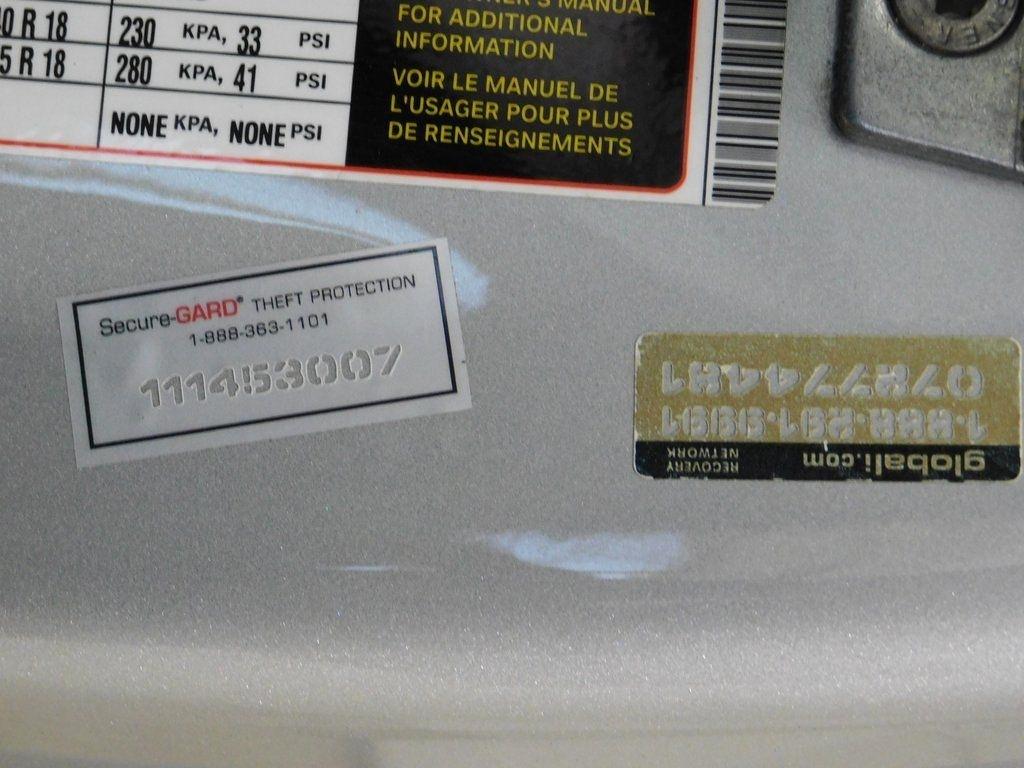 0 R 18 230 KPA, 33 PSI
5 R 18 280 KPA, 41 PSI
NONE KPA, NONE PSI
MANUAL
FOR ADDITIONAL
INFORMATION
VOIR LE MANUEL DE
L'USAGER POUR PLUS
DE RENSEIGNEMENTS
Secure-GARD® THEFT PROTECTION
1-888-363-1101
111453007
globali.com RECOVERY
NETWORK
1.888.291.9991